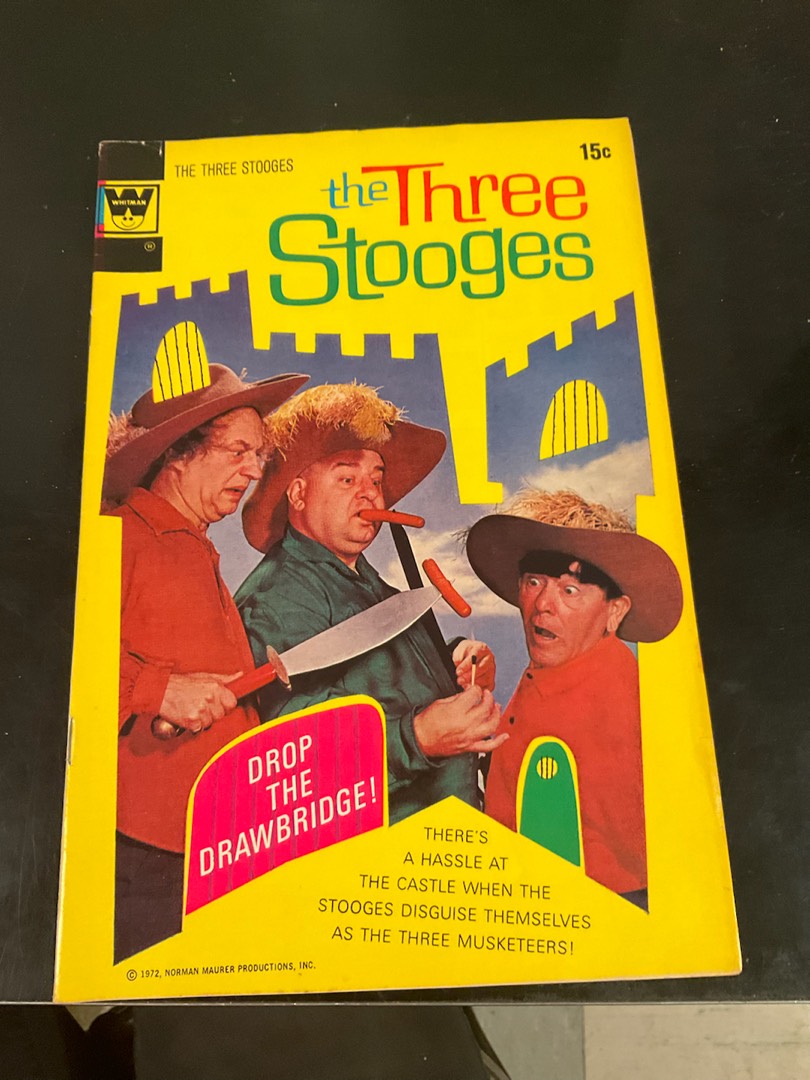 THE THREE STOOGES
15c
WHITMAN
the Three
Stooges
DROP
THE
DRAWBRIDGE!
THERE'S
A HASSLE AT
THE CASTLE WHEN THE
STOOGES DISGUISE THEMSELVES
AS THE THREE MUSKETEERS!
© 1972, NORMAN MAURER PRODUCTIONS, INC.